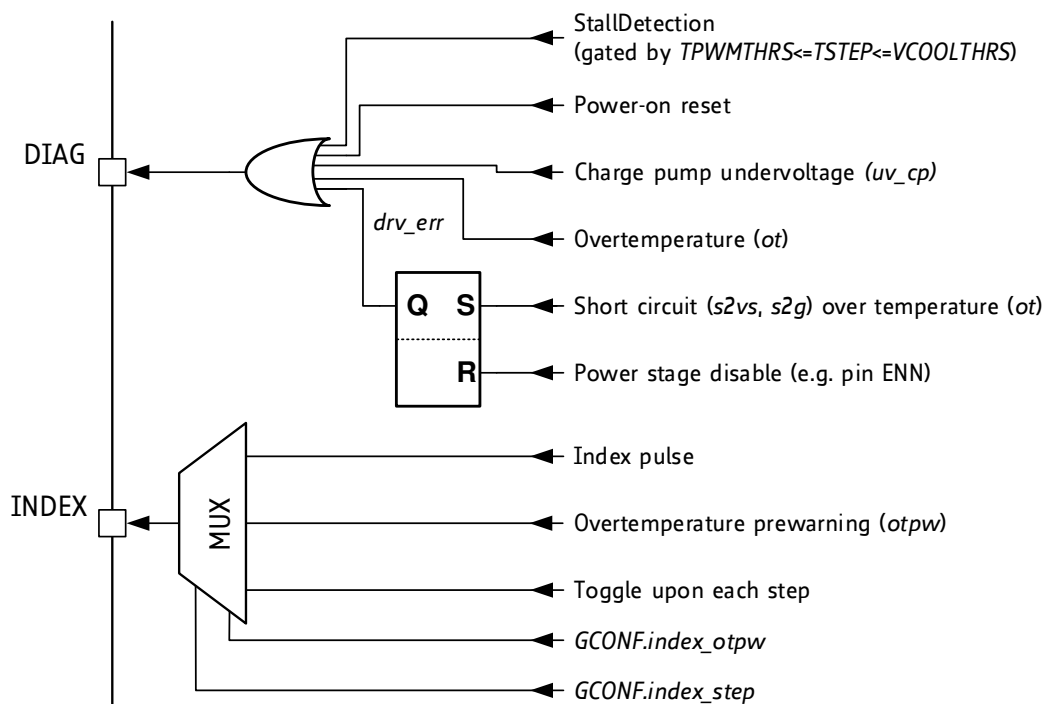 StallDetection
(gated by TPWMTHRS<=TSTEP<=VCOOLTHRS)
Power-on reset
DIAG
Charge pump undervoltage (uv_cp)
drv_err
Overtemperature (ot)
Q S
Short circuit (s2vs, s2g) over temperature (ot)
R
Power stage disable (e.g. pin ENN)
Index pulse
INDEX
MUX
Overtemperature prewarning (otpw)
Toggle upon each step
GCONF.index_otpw
GCONF.index_step